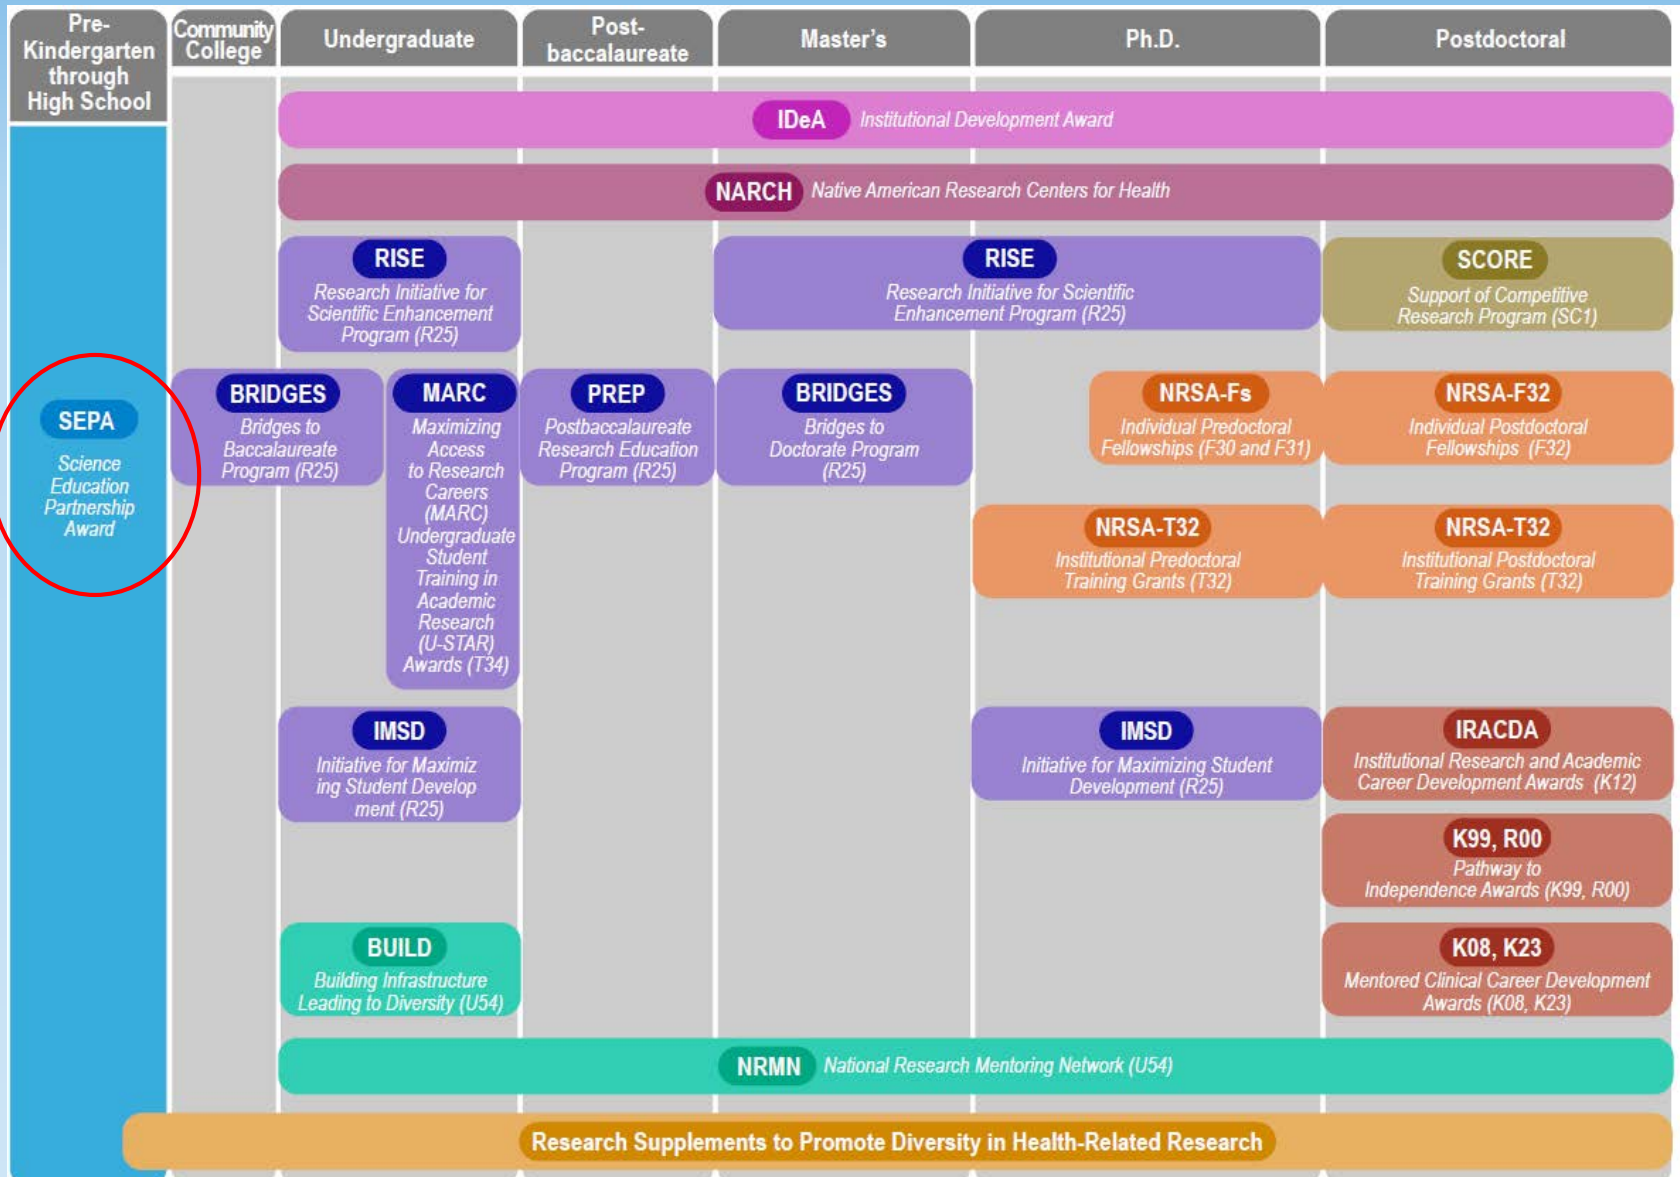 Pre-
Kindergarten
through
High School
Community
College
Undergraduate
Post-
baccalaureate
Master's
Ph.D.
Postdoctoral
IDeA Institutional Development Award
NARCH Native American Research Centers for Health
RISE
Research Initiative for
Scientific Enhancement
Program (R25)
RISE
Research Initiative for Scientific
Enhancement Program (R25)
SCORE
Support of Competitive
Research Program (SC1)
SEPA
Science
Education
Partnership
Award
BRIDGES
Bridges to
Baccalaureate
Program (R25)
MARC
Maximizing
Access
to Research
Careers
(MARC)
Undergraduate
Student
Training in
Academic
Research
(U-STAR)
Awards (T34)
PREP
Postbaccalaureate
Research Education
Program (R25)
BRIDGES
Bridges to
Doctorate Program
(R25)
NRSA-Fs
Individual Predoctoral
Fellowships (F30 and F31)
NRSA-F32
Individual Postdoctoral
Fellowships (F32)
NRSA-T32
Institutional Predoctoral
Training Grants (T32)
NRSA-T32
Institutional Postdoctoral
Training Grants (T32)
IMSD
Initiative for Maximiz
ing Student Develop
ment (R25)
IMSD
Initiative for Maximizing Student
Development (R25)
IRACDA
Institutional Research and Academic
Career Development Awards (K12)
K99, R00
Pathway to
Independence Awards (K99, R00)
BUILD
Building Infrastructure
Leading to Diversity (U54)
K08, K23
Mentored Clinical Career Development
Awards (K08, K23)
NRMN National Research Mentoring Network (U54)
Research Supplements to Promote Diversity in Health-Related Research